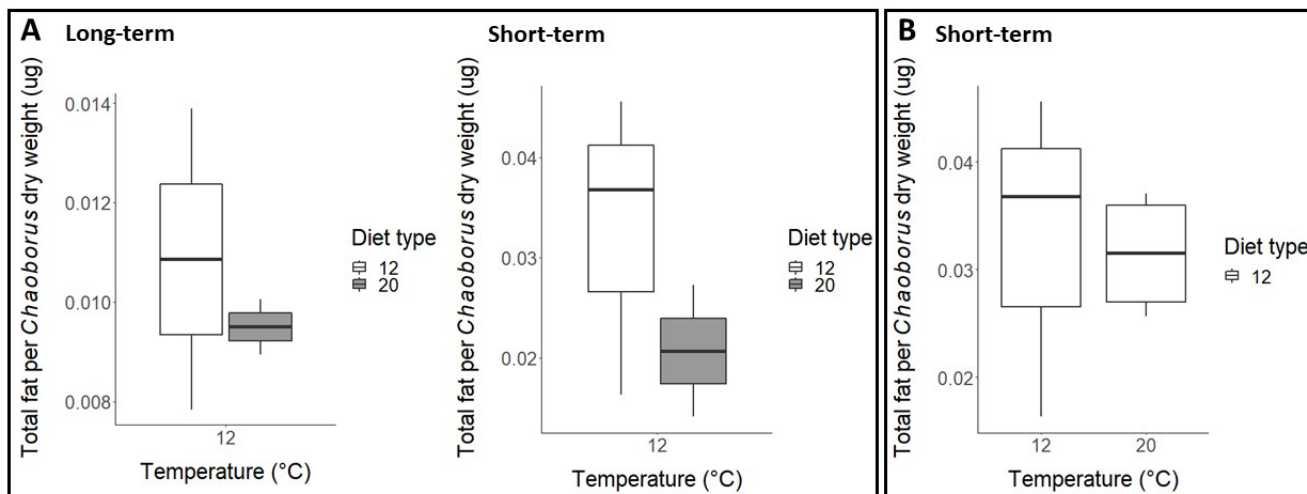 A Long-term
Total fat per Chaoborus dry weight (ug)
0.014
0.012
0.010
0.008
12
Temperature (°C)
Diet type
12
20
Short-term
Total fat per Chaoborus dry weight (ug)
0.04
0.03
0.02
12
Temperature (°C)
Diet type
12
20
B Short-term
Total fat per Chaoborus dry weight (ug)
0.04
0.03
0.02
12 20
Temperature (°C)
Diet type
12